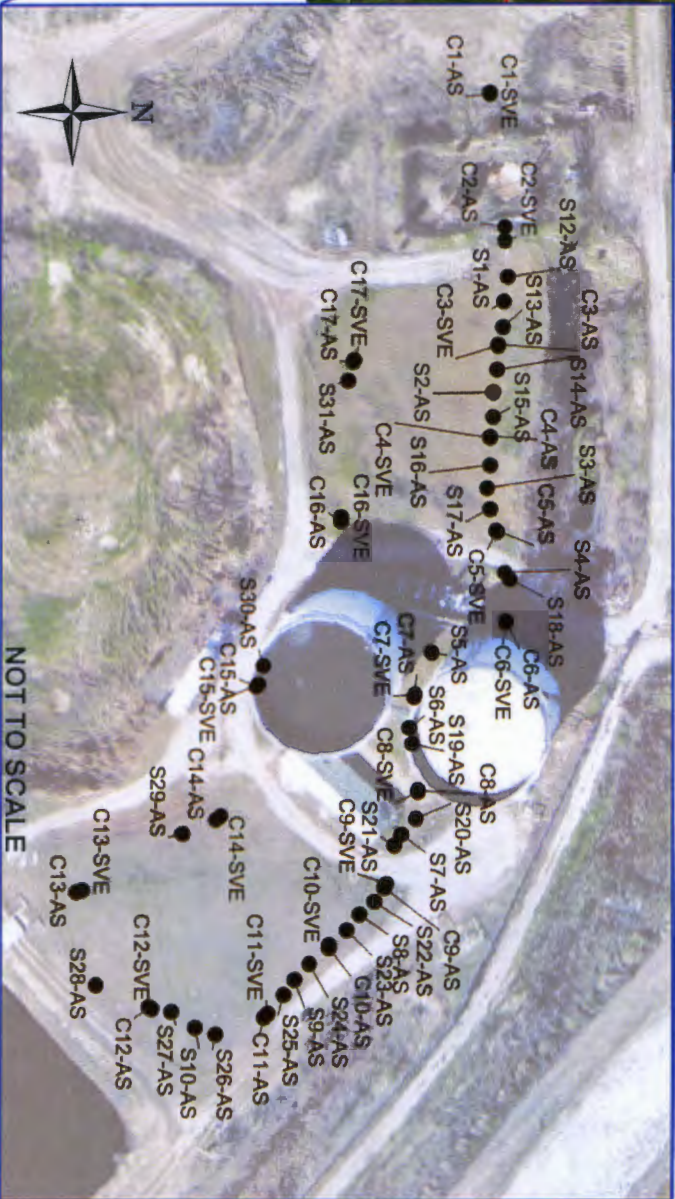 C1-SVE
C1-AS
N
C2-SVE
C2-AS
S12-AS
S1-AS
S13-AS
C3-AS
C3-SVE
S14-AS
S2-AS
S15-AS
C4-AS
C4-SVE
S16-AS
S3-AS
S17-AS
C5-AS
C5-SVE
S4-AS
S18-AS
C6-AS
C6-SVE
C17-SVE
C17-AS
S31-AS
C16-SVE
C16-AS
S5-AS
C7-AS
C7-SVE
S6-AS
S19-AS
C8-AS
C8-SVE
S20-AS
S7-AS
S21-AS
C9-SVE
C9-AS
S22-AS
S8-AS
S23-AS
C10-AS
C10-SVE
S24-AS
S9-AS
S25-AS
C11-SVE
C11-AS
S30-AS
C15-AS
C15-SVE
C14-AS
C14-SVE
S29-AS
C13-SVE
C13-AS
S28-AS
C12-SVE
C12-AS
S27-AS
S10-AS
S26-AS
NOT TO SCALE